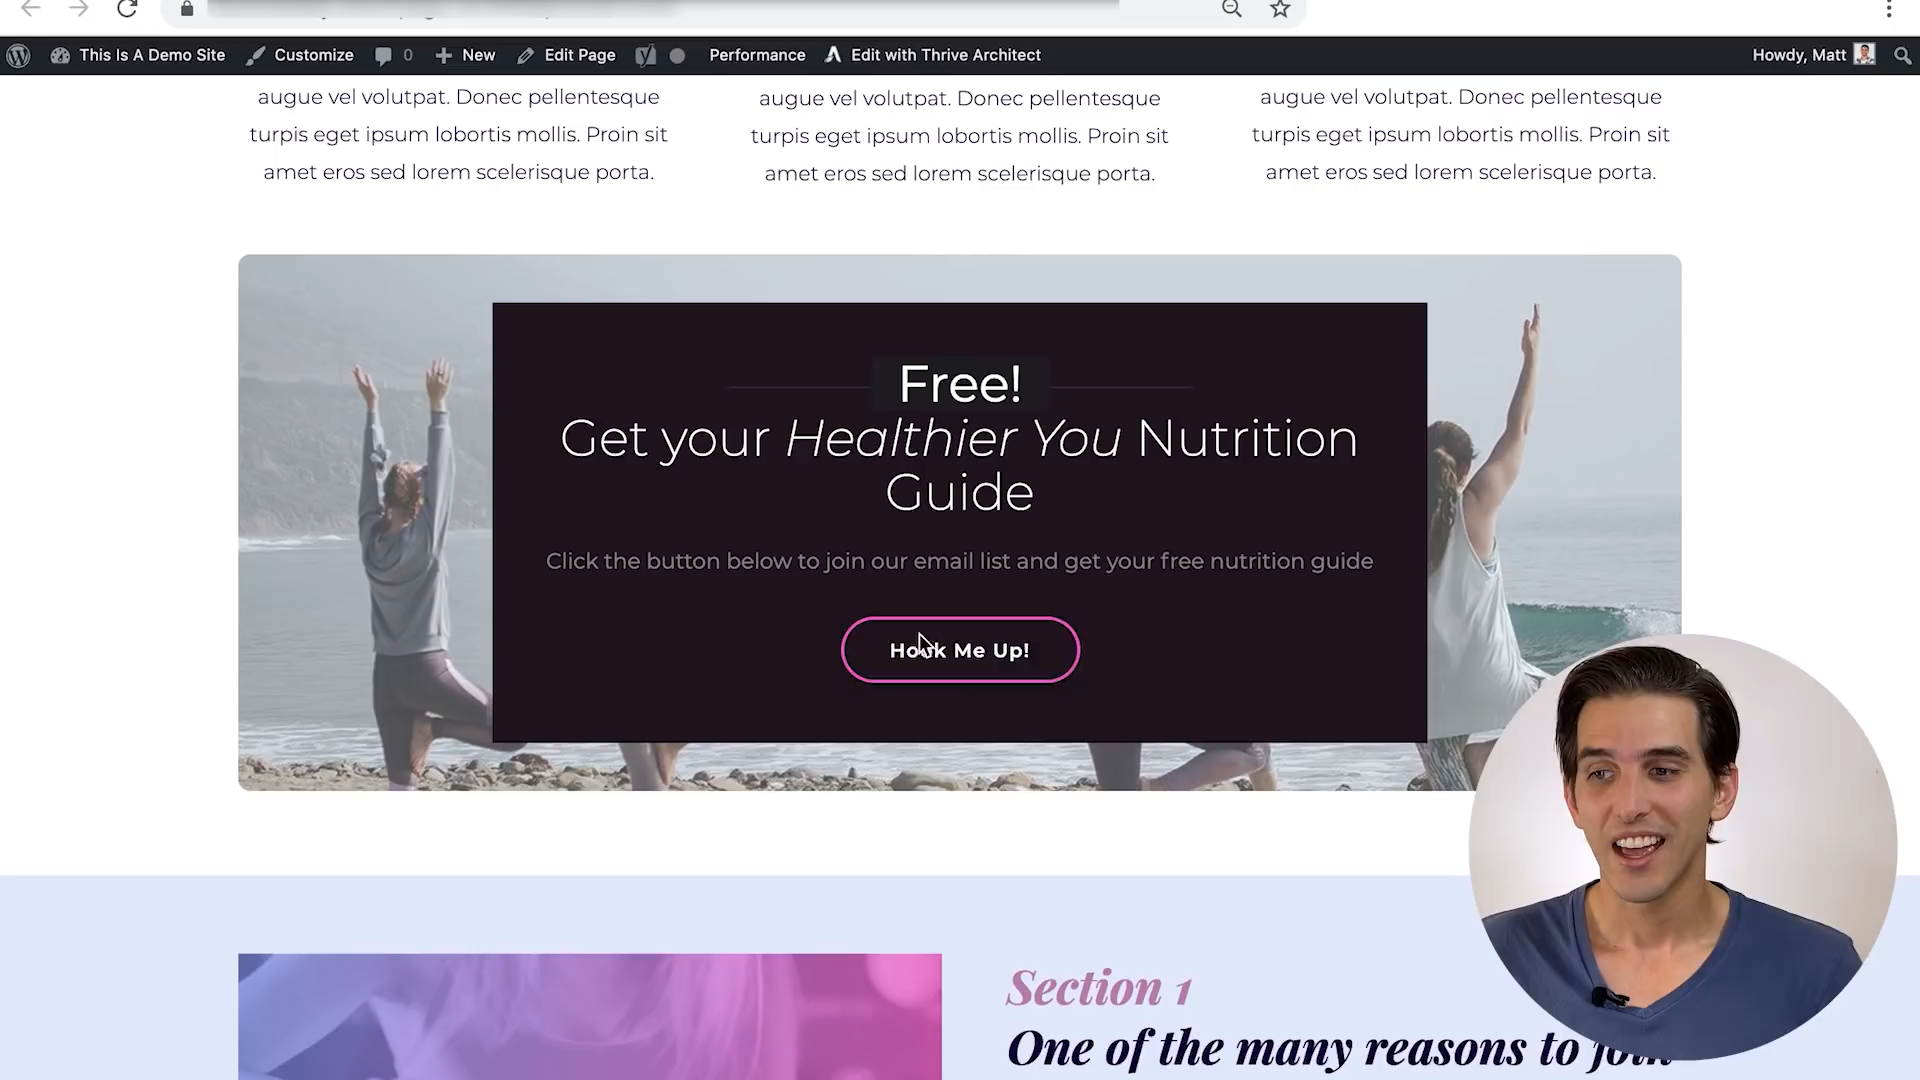 This Is A Demo Site Customize 0 New Edit Page Performance Edit with Thrive Architect Howdy, Matt
augue vel volutpat. Donec pellentesque
turpis eget ipsum lobortis mollis. Proin sit
amet eros sed lorem scelerisque porta.
augue vel volutpat. Donec pellentesque
turpis eget ipsum lobortis mollis. Proin sit
amet eros sed lorem scelerisque porta.
augue vel volutpat. Donec pellentesque
turpis eget ipsum lobortis mollis. Proin sit
amet eros sed lorem scelerisque porta.
Free!
Get your Healthier You Nutrition
Guide
Click the button below to join our email list and get your free nutrition guide
Hook Me Up!
Section 1
One of the many reasons to join